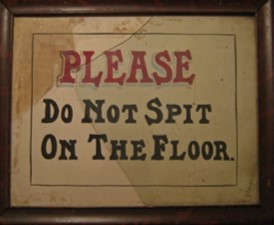 PLEASE
DO NOT SPIT
ON THE FLOOR.